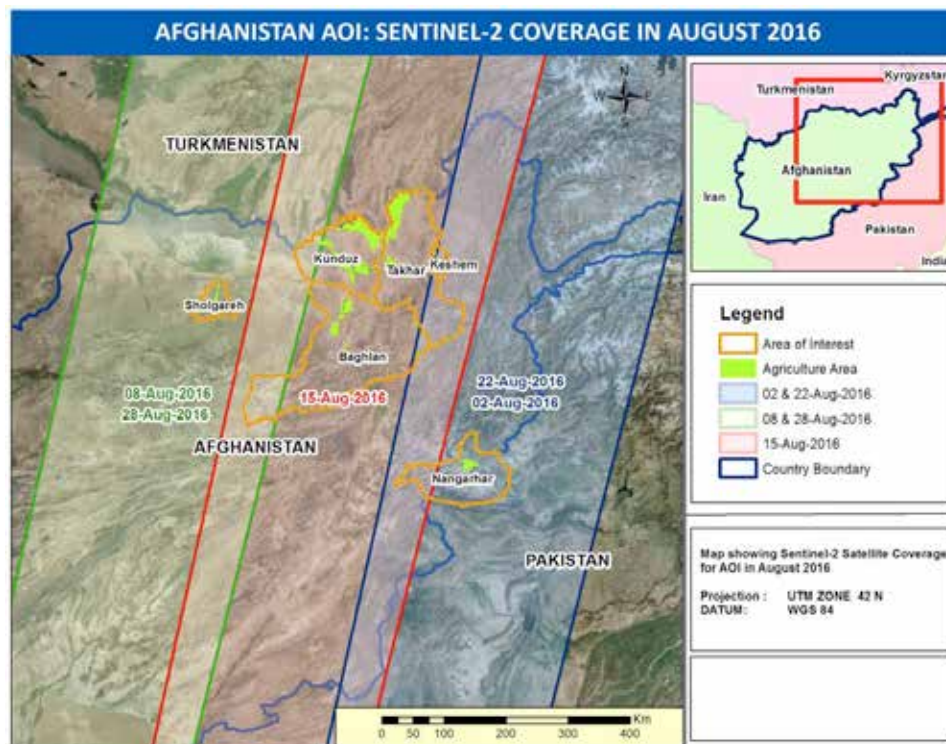 AFGHANISTAN AOI: SENTINEL-2 COVERAGE IN AUGUST 2016
N
W
E
S
TURKMENISTAN
Kunduz
Takhar
Keshem
Sholgareh
Baghlan
08-Aug-2016
28-Aug-2016
15-Aug-2016
22-Aug-2016
02-Aug-2016
AFGHANISTAN
Nangarhar
PAKISTAN
Km
0 50 100 200 300 400
Kyrgyzstan
Turkmenistan
Afghanistan
Iran
Pakistan
India
Legend
Area of Interest
Agriculture Area
02 & 22-Aug-2016
08 & 28-Aug-2016
15-Aug-2016
Country Boundary
Map showing Sentinel-2 Satellite Coverage
for AOI in August 2016
Projection : UTM ZONE 42 N
DATUM: WGS 84